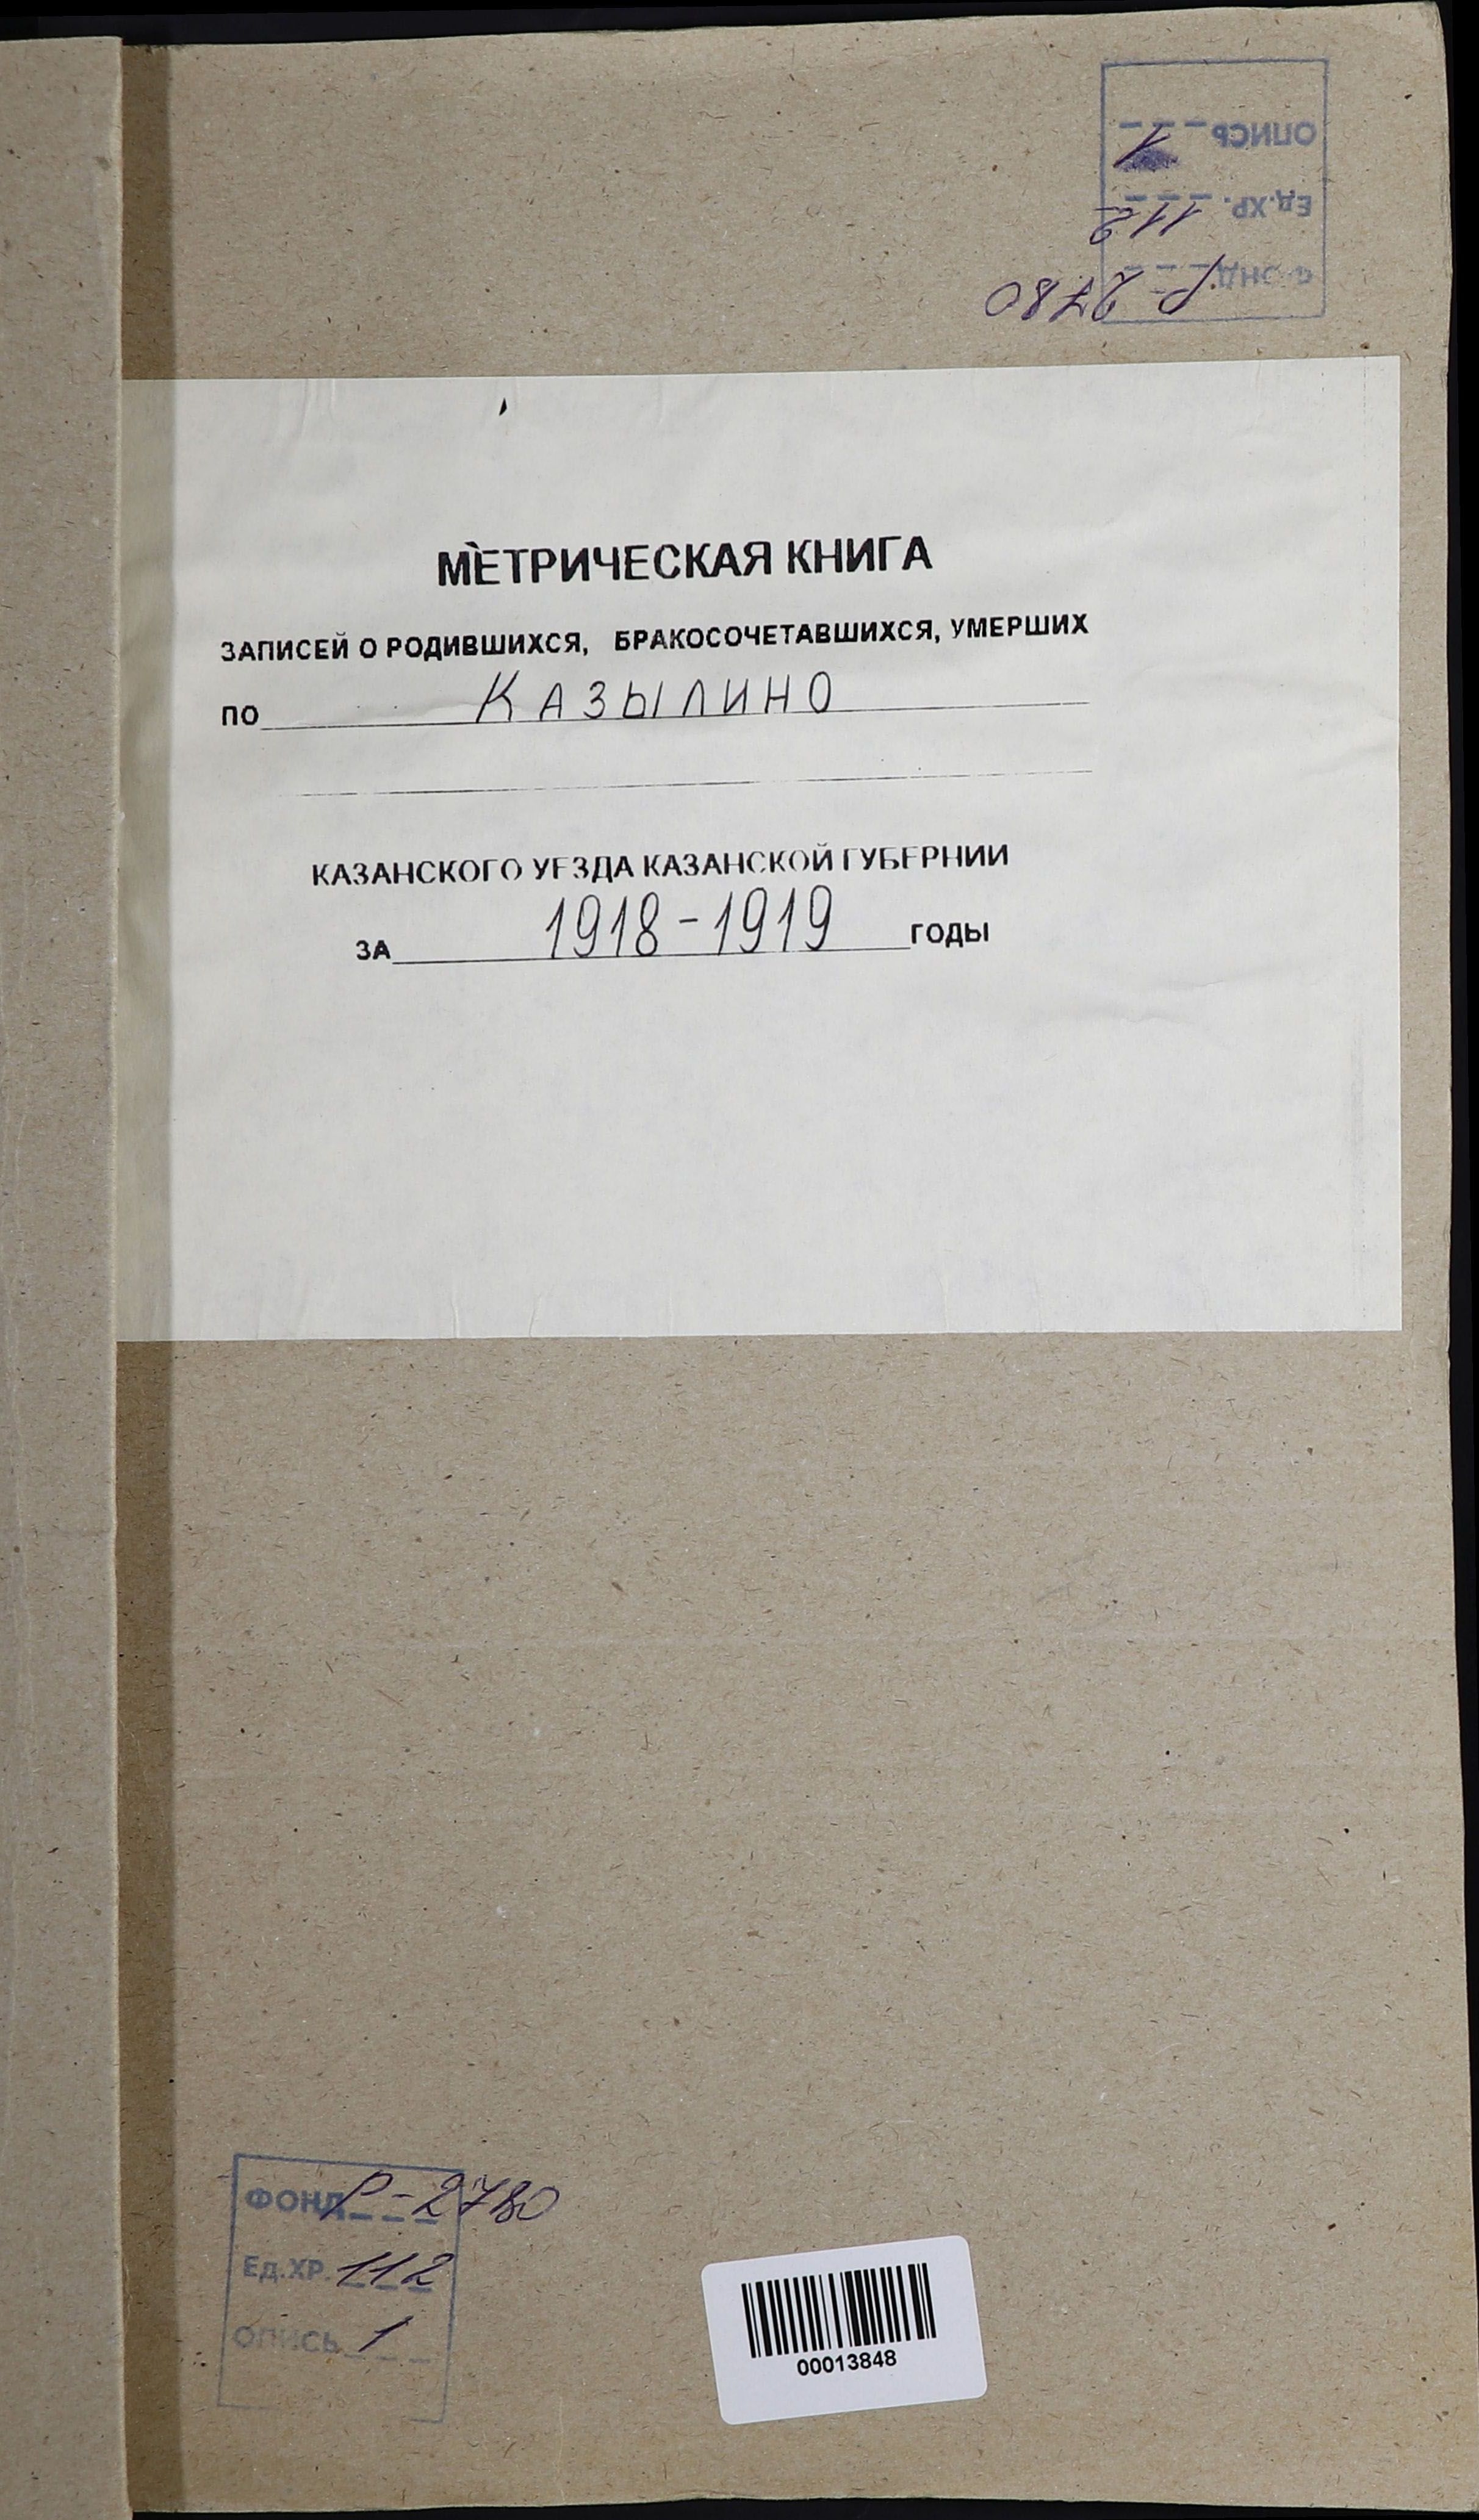 ОПИСЬ 1
Ед.ХР. 112
ФОНД Р-2780
МЕТРИЧЕСКАЯ КНИГА
ЗАПИСЕЙ О РОДИВШИХСЯ, БРАКОСОЧЕТАВШИХСЯ, УМЕРШИХ
ПО КАЗЫЛИНО
КАЗАНСКОГО УЕЗДА КАЗАНСКОЙ ГУБЕРНИИ
ЗА 1918-1919 ГОДЫ
ФОНД Р-2780
Ед.ХР. 112
ОПИСЬ 1
00013848